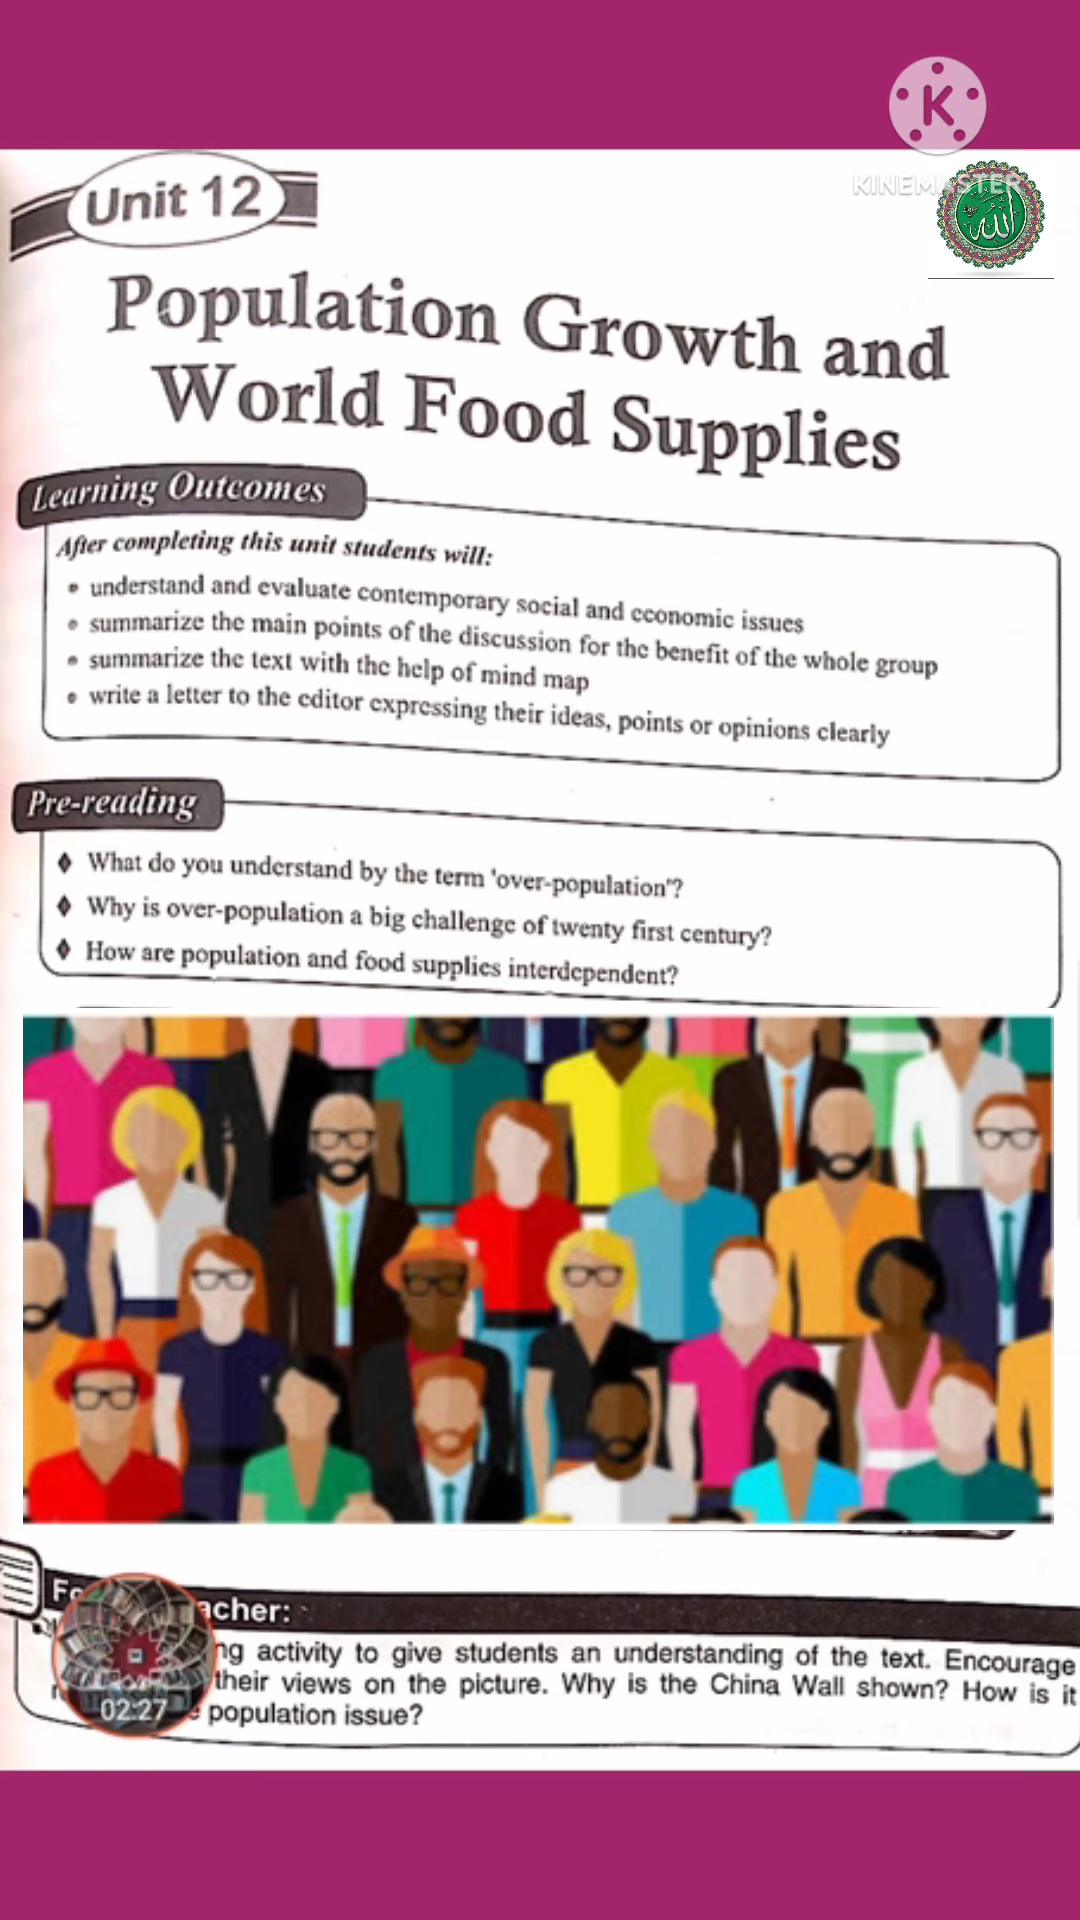 K
KINEMASTER
الله
Unit 12
Population Growth and
World Food Supplies
Learning Outcomes
After completing this unit students will:
• understand and evaluate contemporary social and economic issues
• summarize the main points of the discussion for the benefit of the whole group
• summarize the text with the help of mind map
• write a letter to the editor expressing their ideas, points or opinions clearly
Pre-reading
♦ What do you understand by the term 'over-population'?
♦ Why is over-population a big challenge of twenty first century?
♦ How are population and food supplies interdependent?
acher:
ng activity to give students an understanding of the text. Encourage
their views on the picture. Why is the China Wall shown? How is it
population issue?
02:27